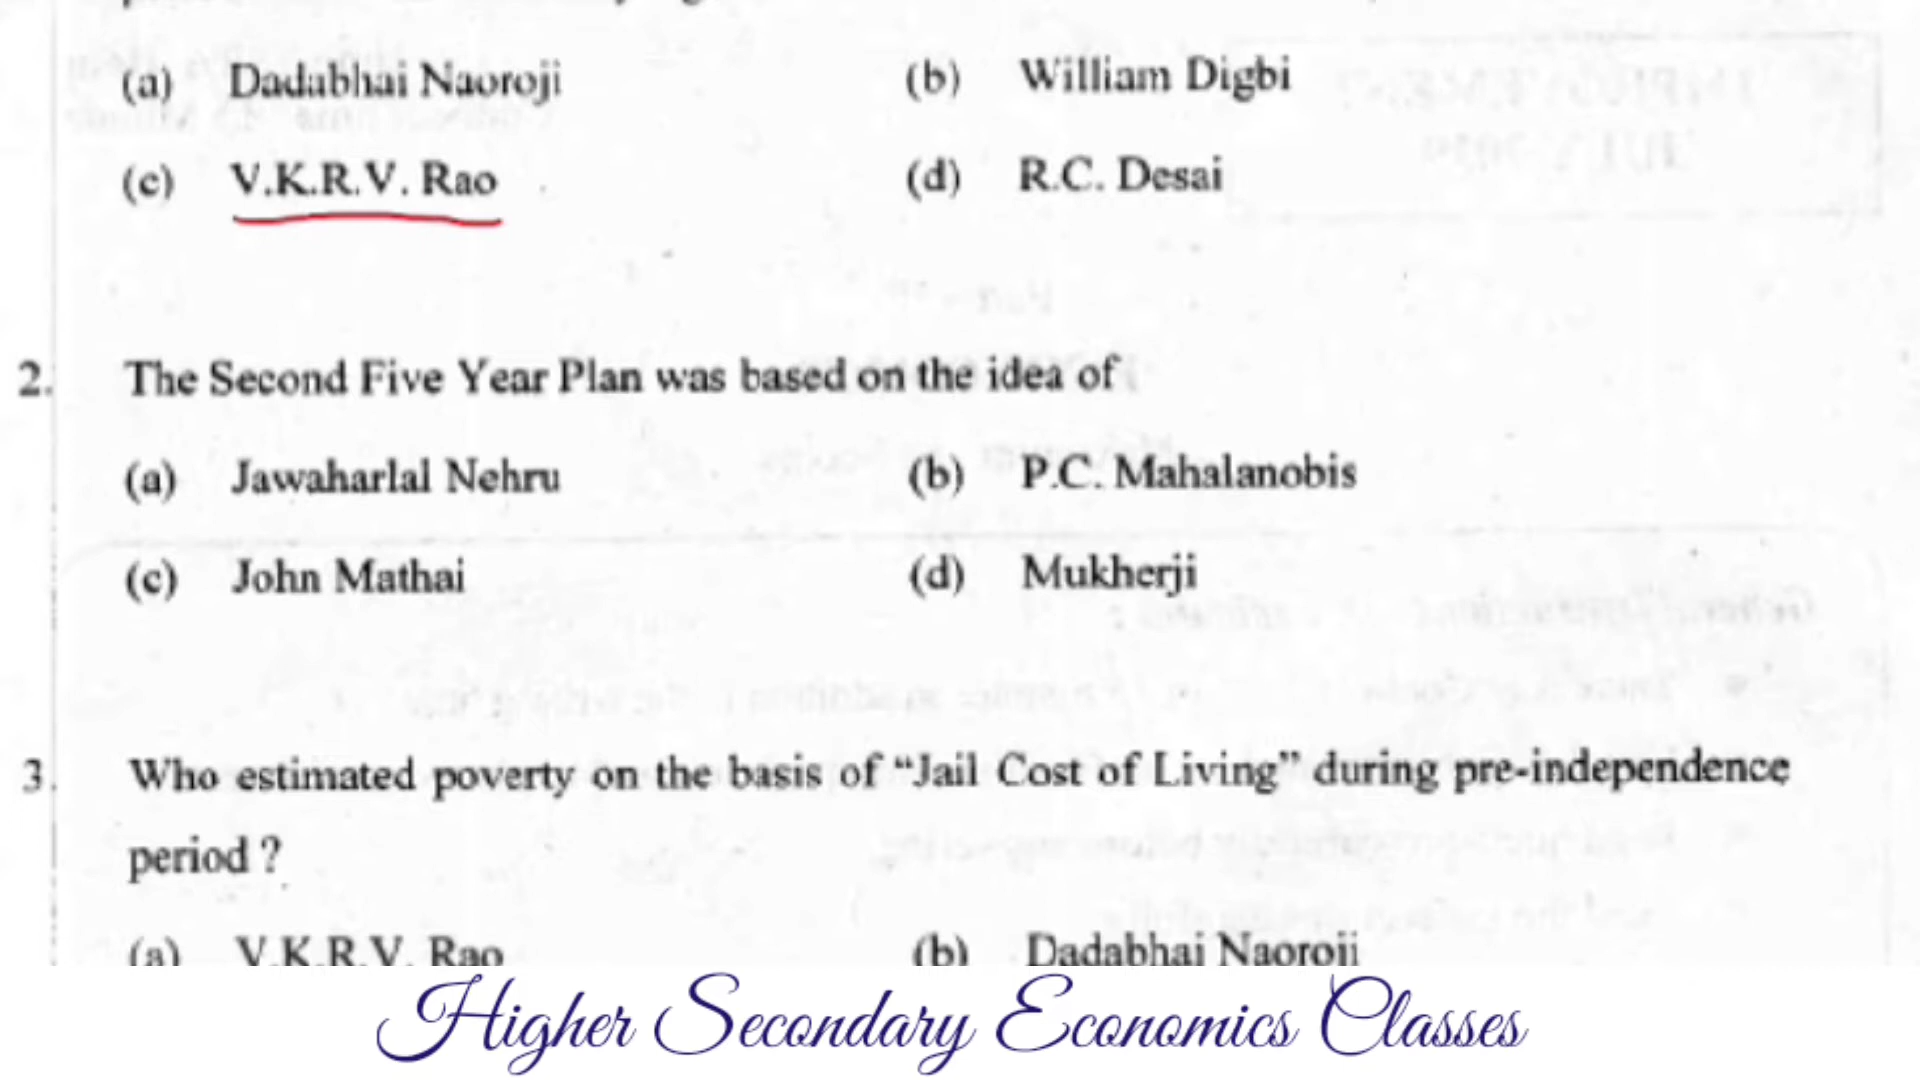 (a) Dadabhai Naoroji (b) William Digbi
(c) V.K.R.V. Rao (d) R.C. Desai
2. The Second Five Year Plan was based on the idea of
(a) Jawaharlal Nehru (b) P.C. Mahalanobis
(c) John Mathai (d) Mukherji
3. Who estimated poverty on the basis of “Jail Cost of Living” during pre-independence
period ?
(a) V.K.R.V. Rao (b) Dadabhai Naoroji
Higher Secondary Economics Classes